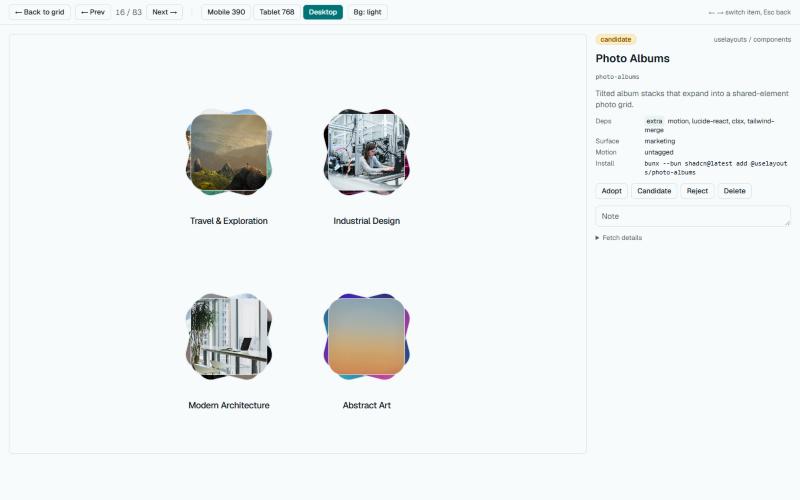 ← Back to grid
← Prev
16 / 83
Next →
Mobile 390
Tablet 768
Desktop
Bg: light
← → switch item, Esc back
candidate
uselayouts / components
Photo Albums
photo-albums
Tilted album stacks that expand into a shared-element
photo grid.
Deps extra motion, lucide-react, clsx, tailwind-
merge
Surface marketing
Motion untagged
Install bunx --bun shadcn@latest add @uselayout
s/photo-albums
Adopt
Candidate
Reject
Delete
Note
▶ Fetch details
Travel & Exploration
Industrial Design
Modern Architecture
Abstract Art